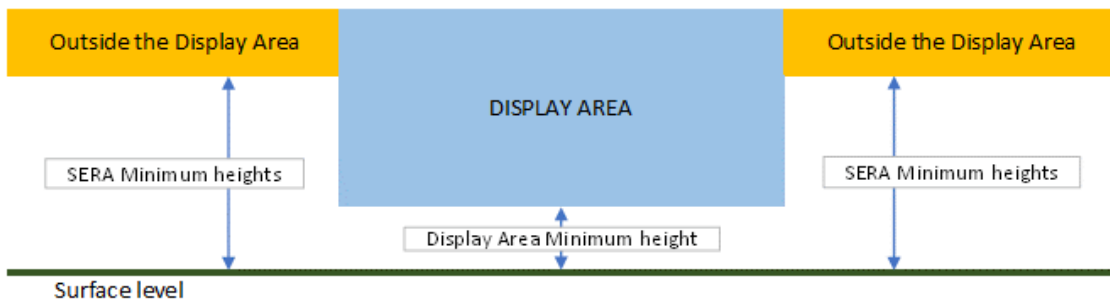 Outside the Display Area
Outside the Display Area
DISPLAY AREA
SERA Minimum heights
SERA Minimum heights
Display Area Minimum height
Surface level